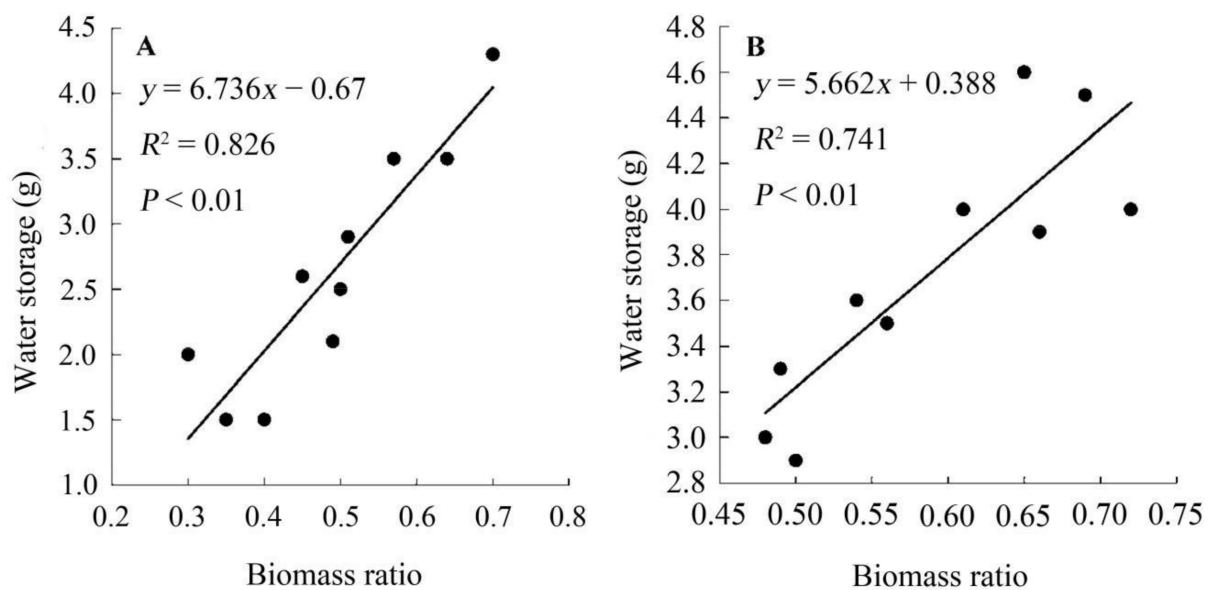 A
y = 6.736x − 0.67
R² = 0.826
P < 0.01
Water storage (g)
4.5
4.0
3.5
3.0
2.5
2.0
1.5
1.0
0.2 0.3 0.4 0.5 0.6 0.7 0.8
Biomass ratio
B
y = 5.662x + 0.388
R² = 0.741
P < 0.01
Water storage (g)
4.8
4.6
4.4
4.2
4.0
3.8
3.6
3.4
3.2
3.0
2.8
0.45 0.50 0.55 0.60 0.65 0.70 0.75
Biomass ratio